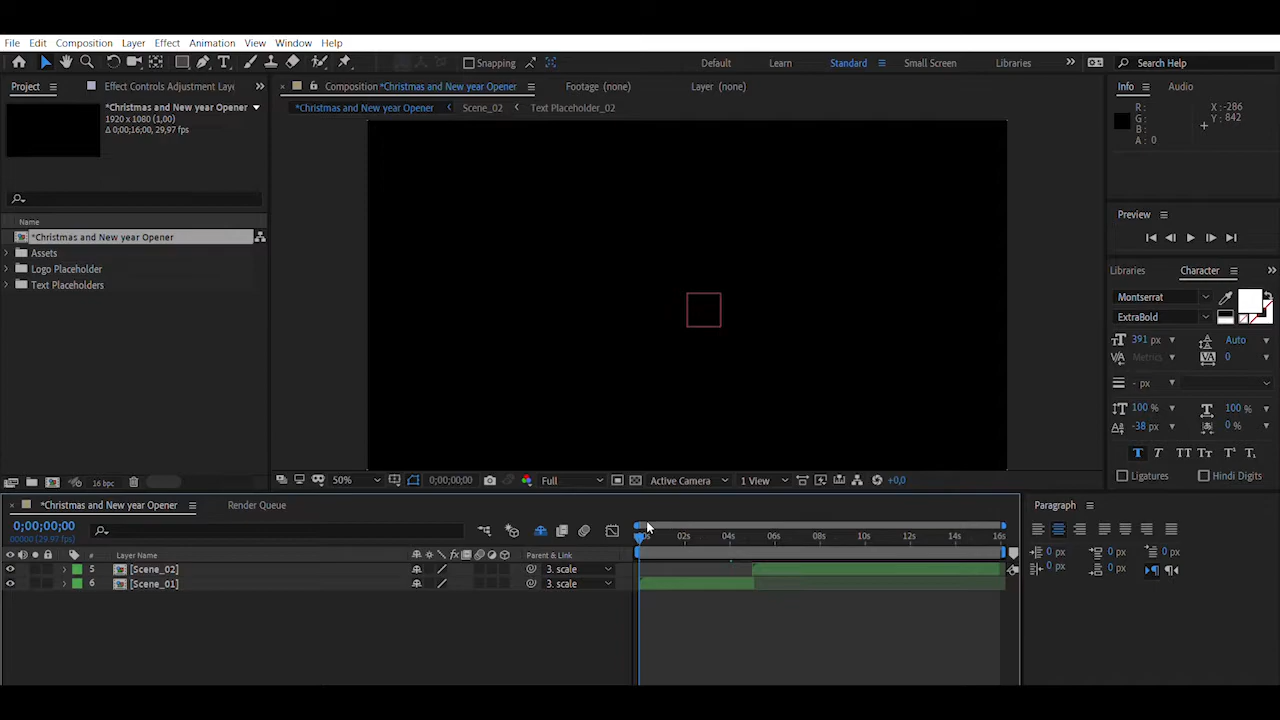 File Edit Composition Layer Effect Animation View Window Help
Snapping Default Learn Standard Small Screen Libraries Search Help
Project Effect Controls Adjustment Lay
Composition *Christmas and New year Opener Footage (none) Layer (none)
Info Audio
*Christmas and New year Opener
1920 x 1080 (1,00)
Δ 0;00;16;00, 29,97 fps
*Christmas and New year Opener Scene_02 Text Placeholder_02
R: X: -286
G: Y: 842
B:
A: 0
Name
*Christmas and New year Opener
Assets
Logo Placeholder
Text Placeholders
Preview
Libraries Character
Montserrat
ExtraBold
391 px Auto
Metrics 0
- px
100 % 100 %
-38 px 0 %
T T TT Tт T¹ T₁
Ligatures Hindi Digits
16 bpc
50% 0;00;00;00 Full Active Camera 1 View +0,0
*Christmas and New year Opener Render Queue
Paragraph
0;00;00;00
00000 (29.97 fps)
02s 04s 06s 08s 10s 12s 14s 16s
# Layer Name Parent & Link
5 [Scene_02] 3. scale
6 [Scene_01] 3. scale
0 px 0 px 0 px
0 px 0 px